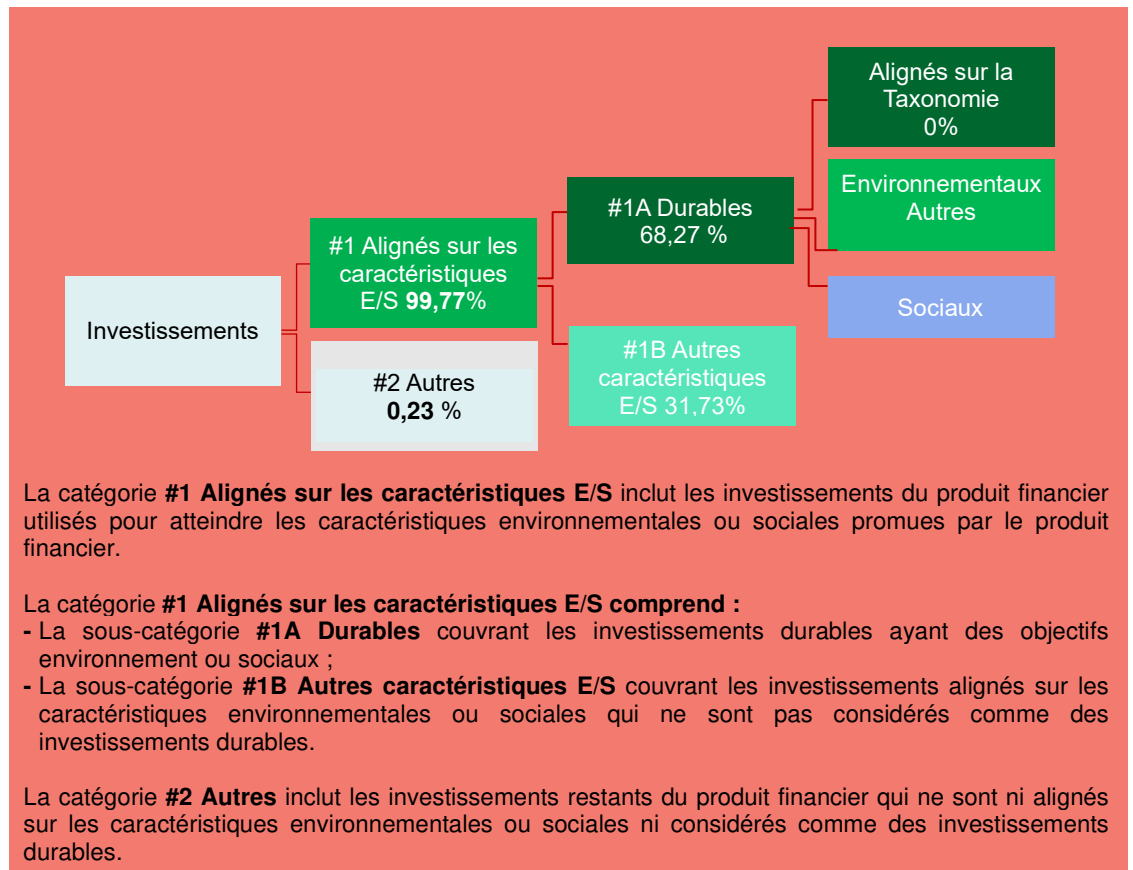 Alignés sur la
Taxonomie
0%
Environnementaux
Autres
#1A Durables
68,27 %
#1 Alignés sur les
caractéristiques
E/S 99,77%
Sociaux
Investissements
#1B Autres
caractéristiques
E/S 31,73%
#2 Autres
0,23 %
La catégorie #1 Alignés sur les caractéristiques E/S inclut les investissements du produit financier
utilisés pour atteindre les caractéristiques environnementales ou sociales promues par le produit
financier.
La catégorie #1 Alignés sur les caractéristiques E/S comprend :
- La sous-catégorie #1A Durables couvrant les investissements durables ayant des objectifs
environnement ou sociaux ;
- La sous-catégorie #1B Autres caractéristiques E/S couvrant les investissements alignés sur les
caractéristiques environnementales ou sociales qui ne sont pas considérés comme des
investissements durables.
La catégorie #2 Autres inclut les investissements restants du produit financier qui ne sont ni alignés
sur les caractéristiques environnementales ou sociales ni considérés comme des investissements
durables.